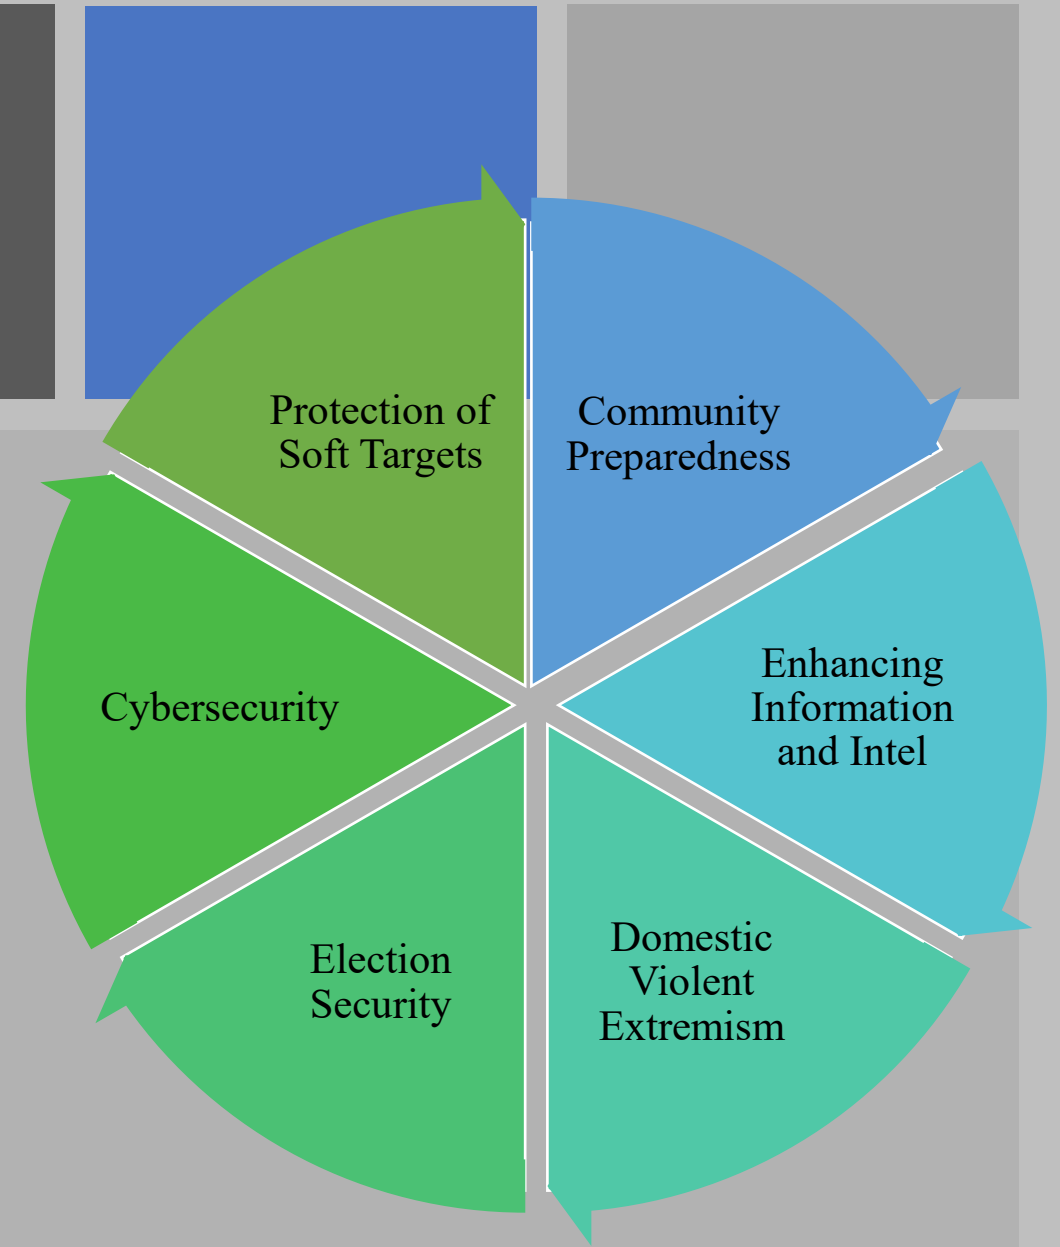 Protection of
Soft Targets
Community
Preparedness
Enhancing
Information
and Intel
Domestic
Violent
Extremism
Election
Security
Cybersecurity